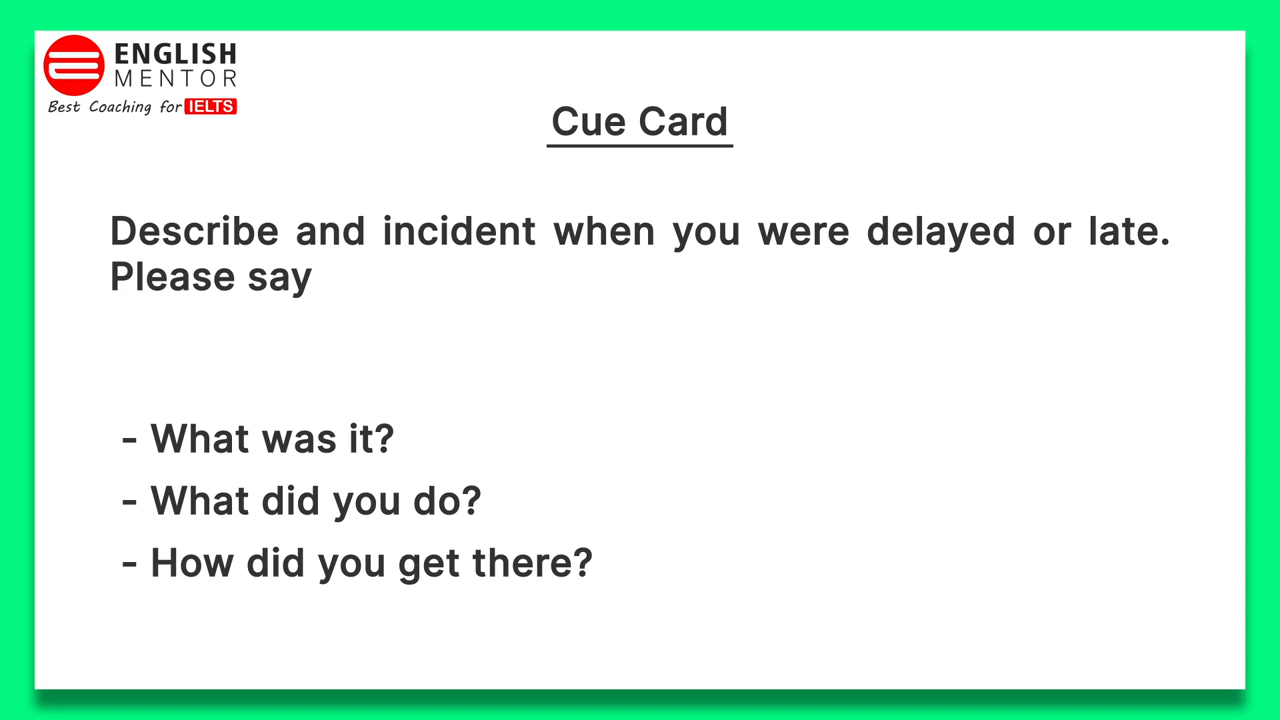 ENGLISH
MENTOR
Best Coaching for IELTS
Cue Card
Describe and incident when you were delayed or late.
Please say
- What was it?
- What did you do?
- How did you get there?